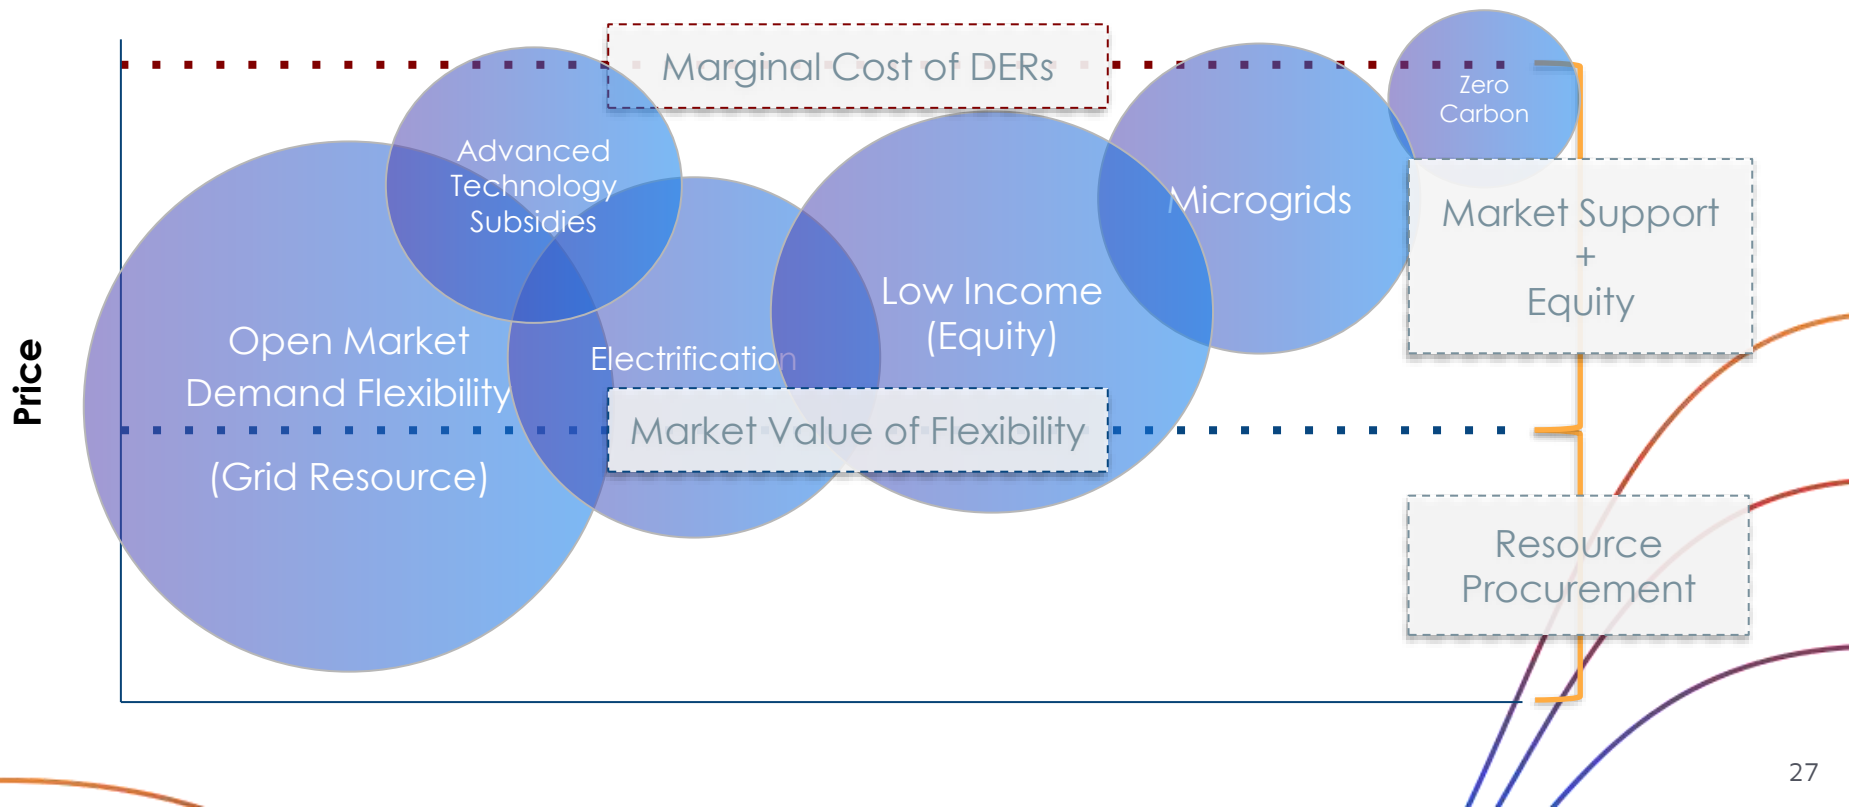 Marginal Cost of DERs
Zero
Carbon
Advanced
Technology
Subsidies
Microgrids
Market Support
+
Equity
Low Income
(Equity)
Open Market
Demand Flexibility
(Grid Resource)
Electrification
Market Value of Flexibility
Price
Resource
Procurement
27